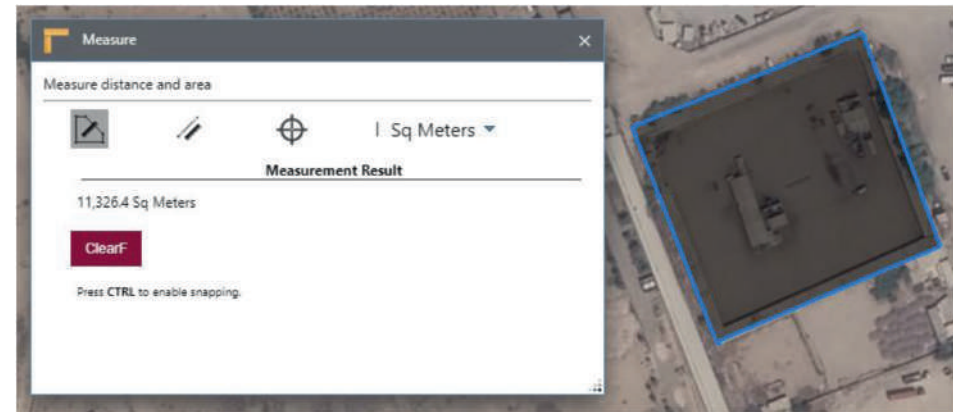 Measure
Measure distance and area
| Sq Meters
Measurement Result
11,326.4 Sq Meters
ClearF
Press CTRL to enable snapping.